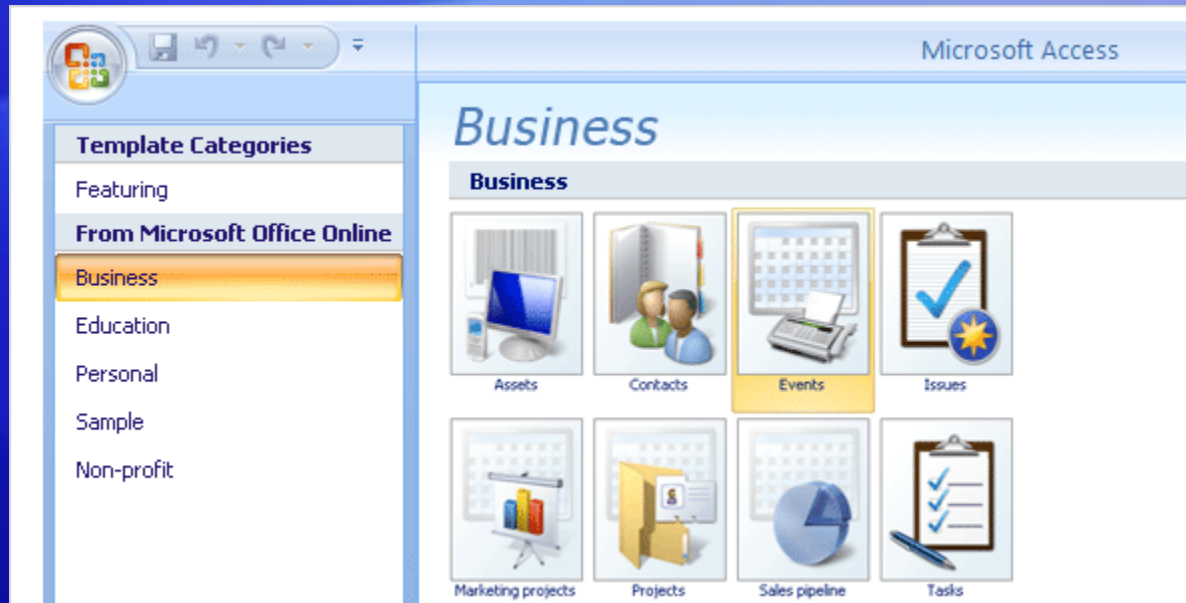 Microsoft Access
Template Categories
Featuring
From Microsoft Office Online
Business
Education
Personal
Sample
Non-profit
Business
Business
Assets
Contacts
Events
Issues
Marketing projects
Projects
Sales pipeline
Tasks